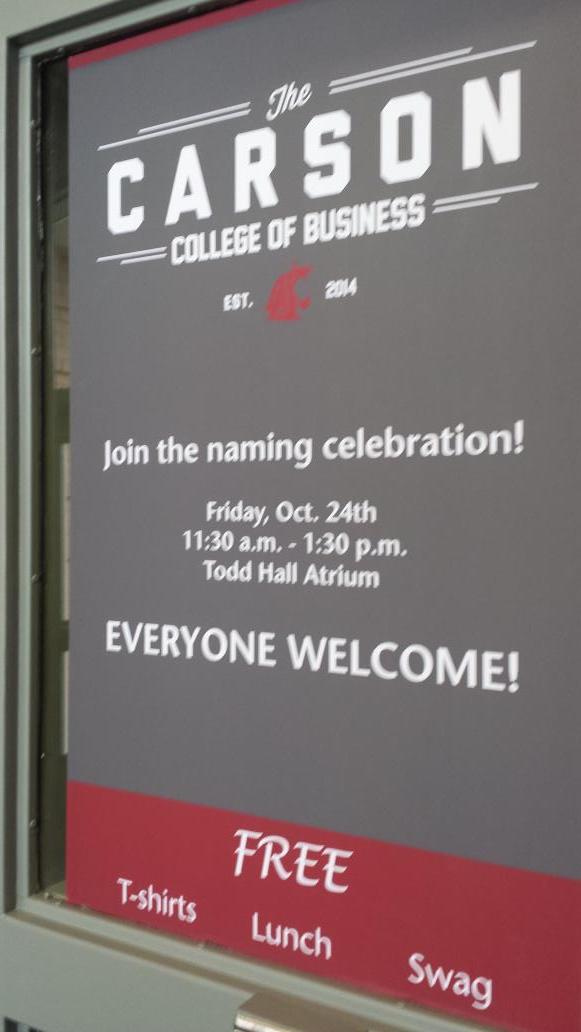 The
CARSON
COLLEGE OF BUSINESS
EST. 2014
Join the naming celebration!
Friday, Oct. 24th
11:30 a.m. - 1:30 p.m.
Todd Hall Atrium
EVERYONE WELCOME!
FREE
T-shirts Lunch Swag